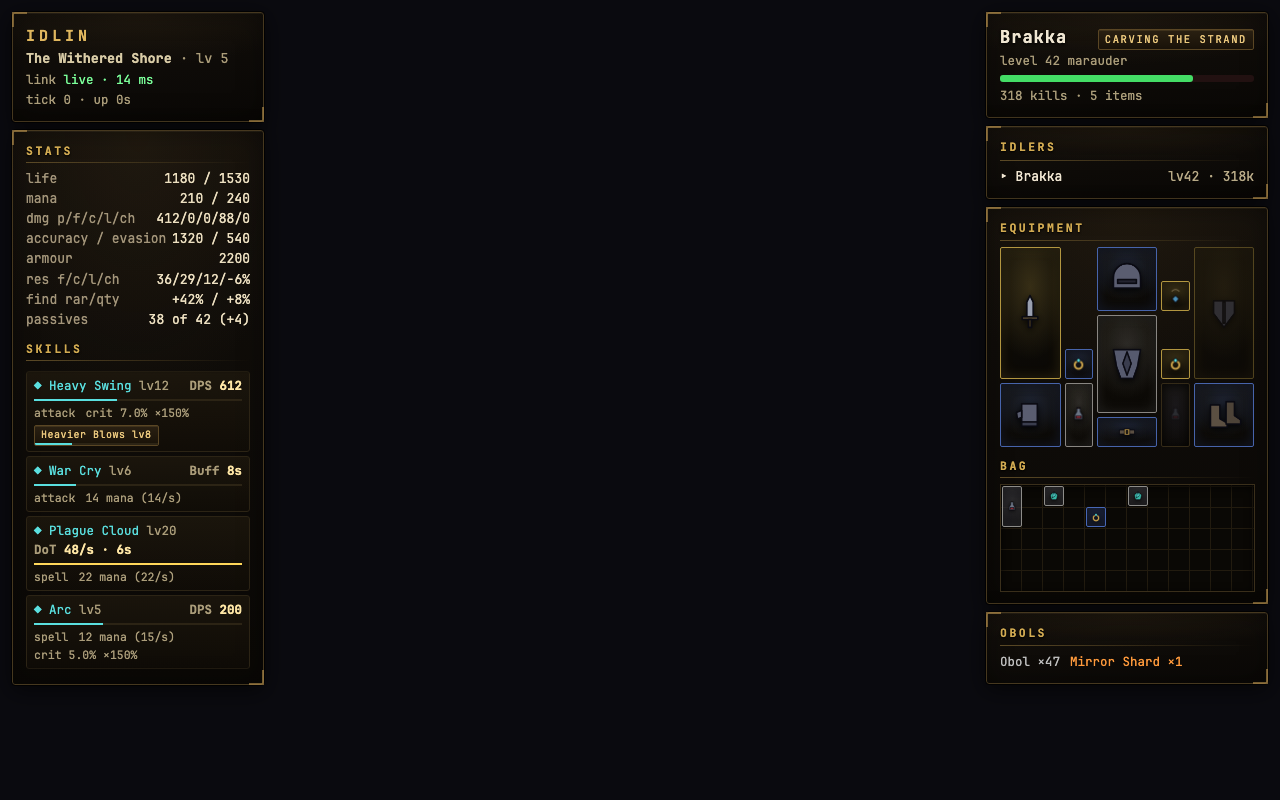 IDLIN
The Withered Shore · lv 5
link live · 14 ms
tick 0 · up 0s
STATS
life 1180 / 1530
mana 210 / 240
dmg p/f/c/l/ch 412/0/0/88/0
accuracy / evasion 1320 / 540
armour 2200
res f/c/l/ch 36/29/12/-6%
find rar/qty +42% / +8%
passives 38 of 42 (+4)
SKILLS
◆ Heavy Swing lv12 DPS 612
attack crit 7.0% ×150%
Heavier Blows lv8
◆ War Cry lv6 Buff 8s
attack 14 mana (14/s)
◆ Plague Cloud lv20
DoT 48/s · 6s
spell 22 mana (22/s)
◆ Arc lv5 DPS 200
spell 12 mana (15/s)
crit 5.0% ×150%
Brakka CARVING THE STRAND
level 42 marauder
318 kills · 5 items
IDLERS
▸ Brakka lv42 · 318k
EQUIPMENT
BAG
OBOLS
Obol ×47 Mirror Shard ×1